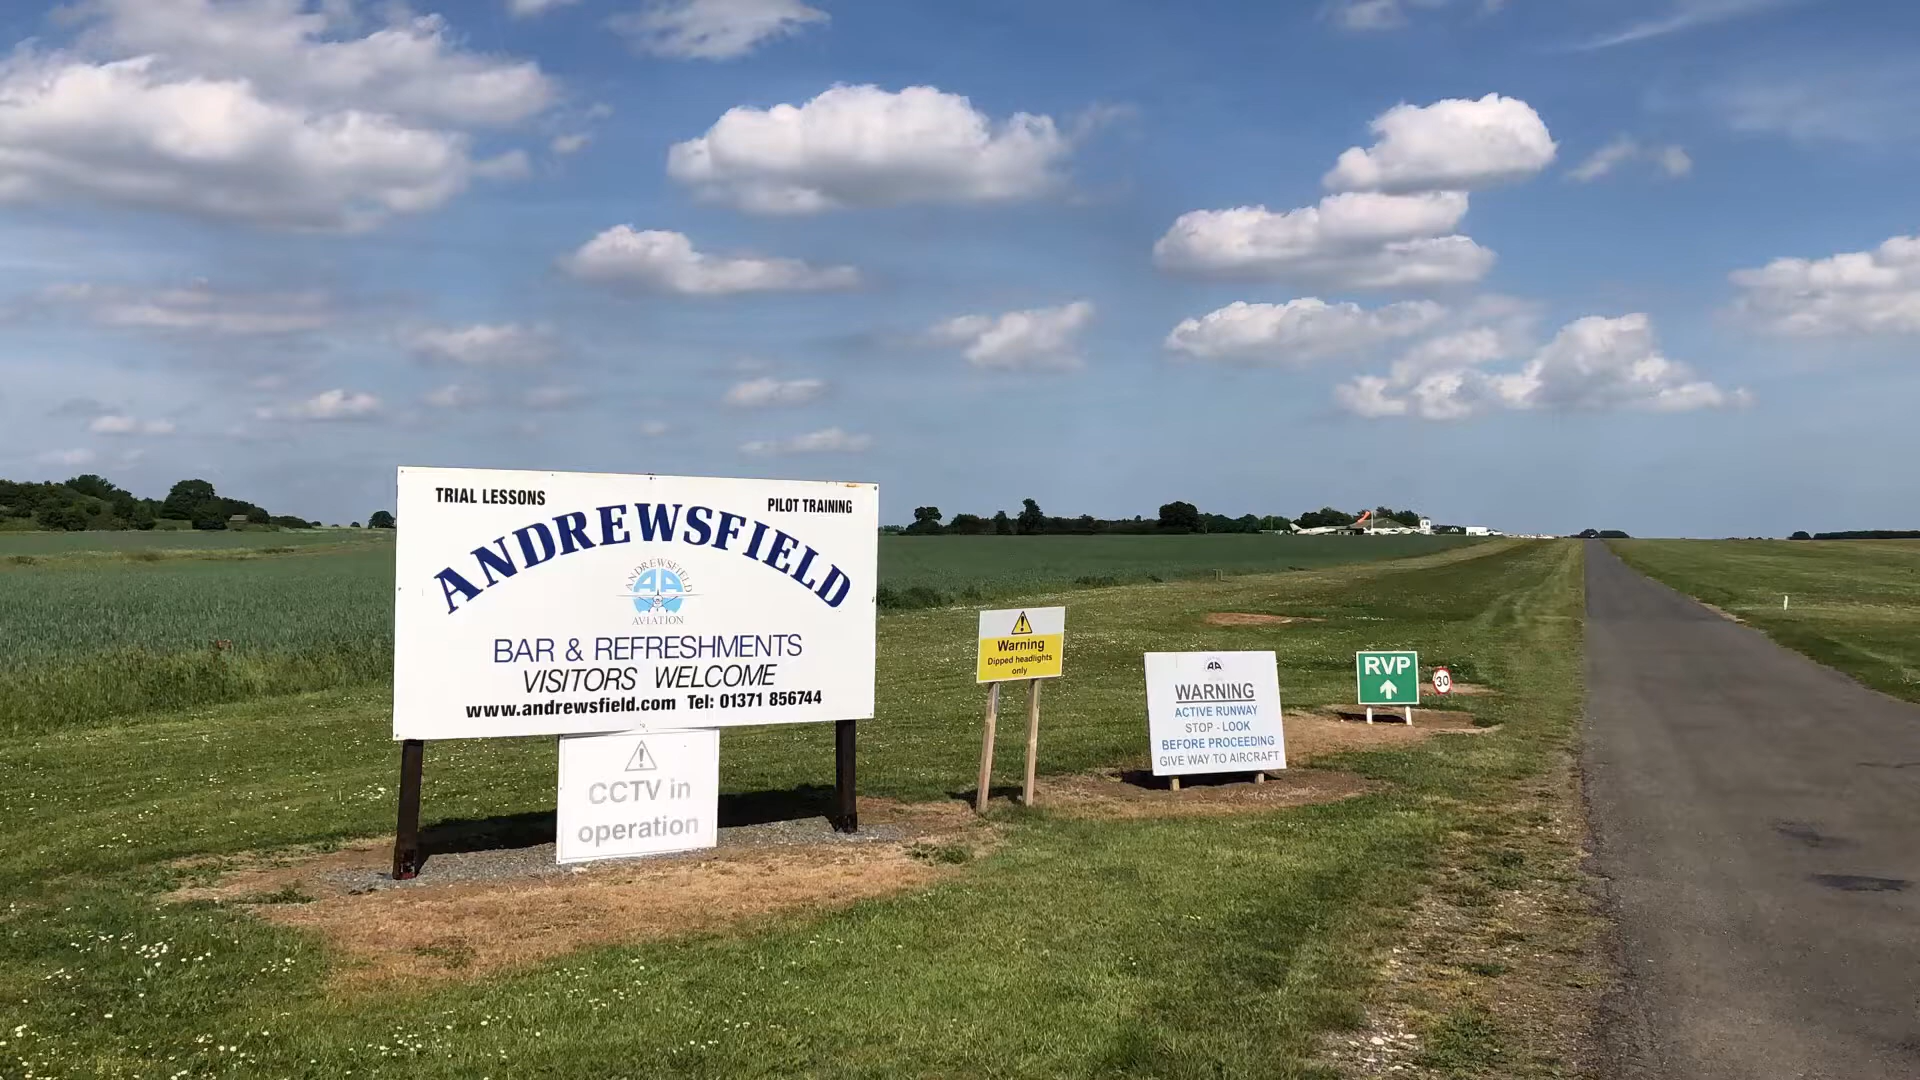 TRIAL LESSONS
PILOT TRAINING
ANDREWSFIELD
ANDREWSFIELD
AA
AVIATION
BAR & REFRESHMENTS
VISITORS WELCOME
www.andrewsfield.com Tel: 01371 856744
CCTV in
operation
Warning
Dipped headlights
only
AA
WARNING
ACTIVE RUNWAY
STOP - LOOK
BEFORE PROCEEDING
GIVE WAY TO AIRCRAFT
RVP
30